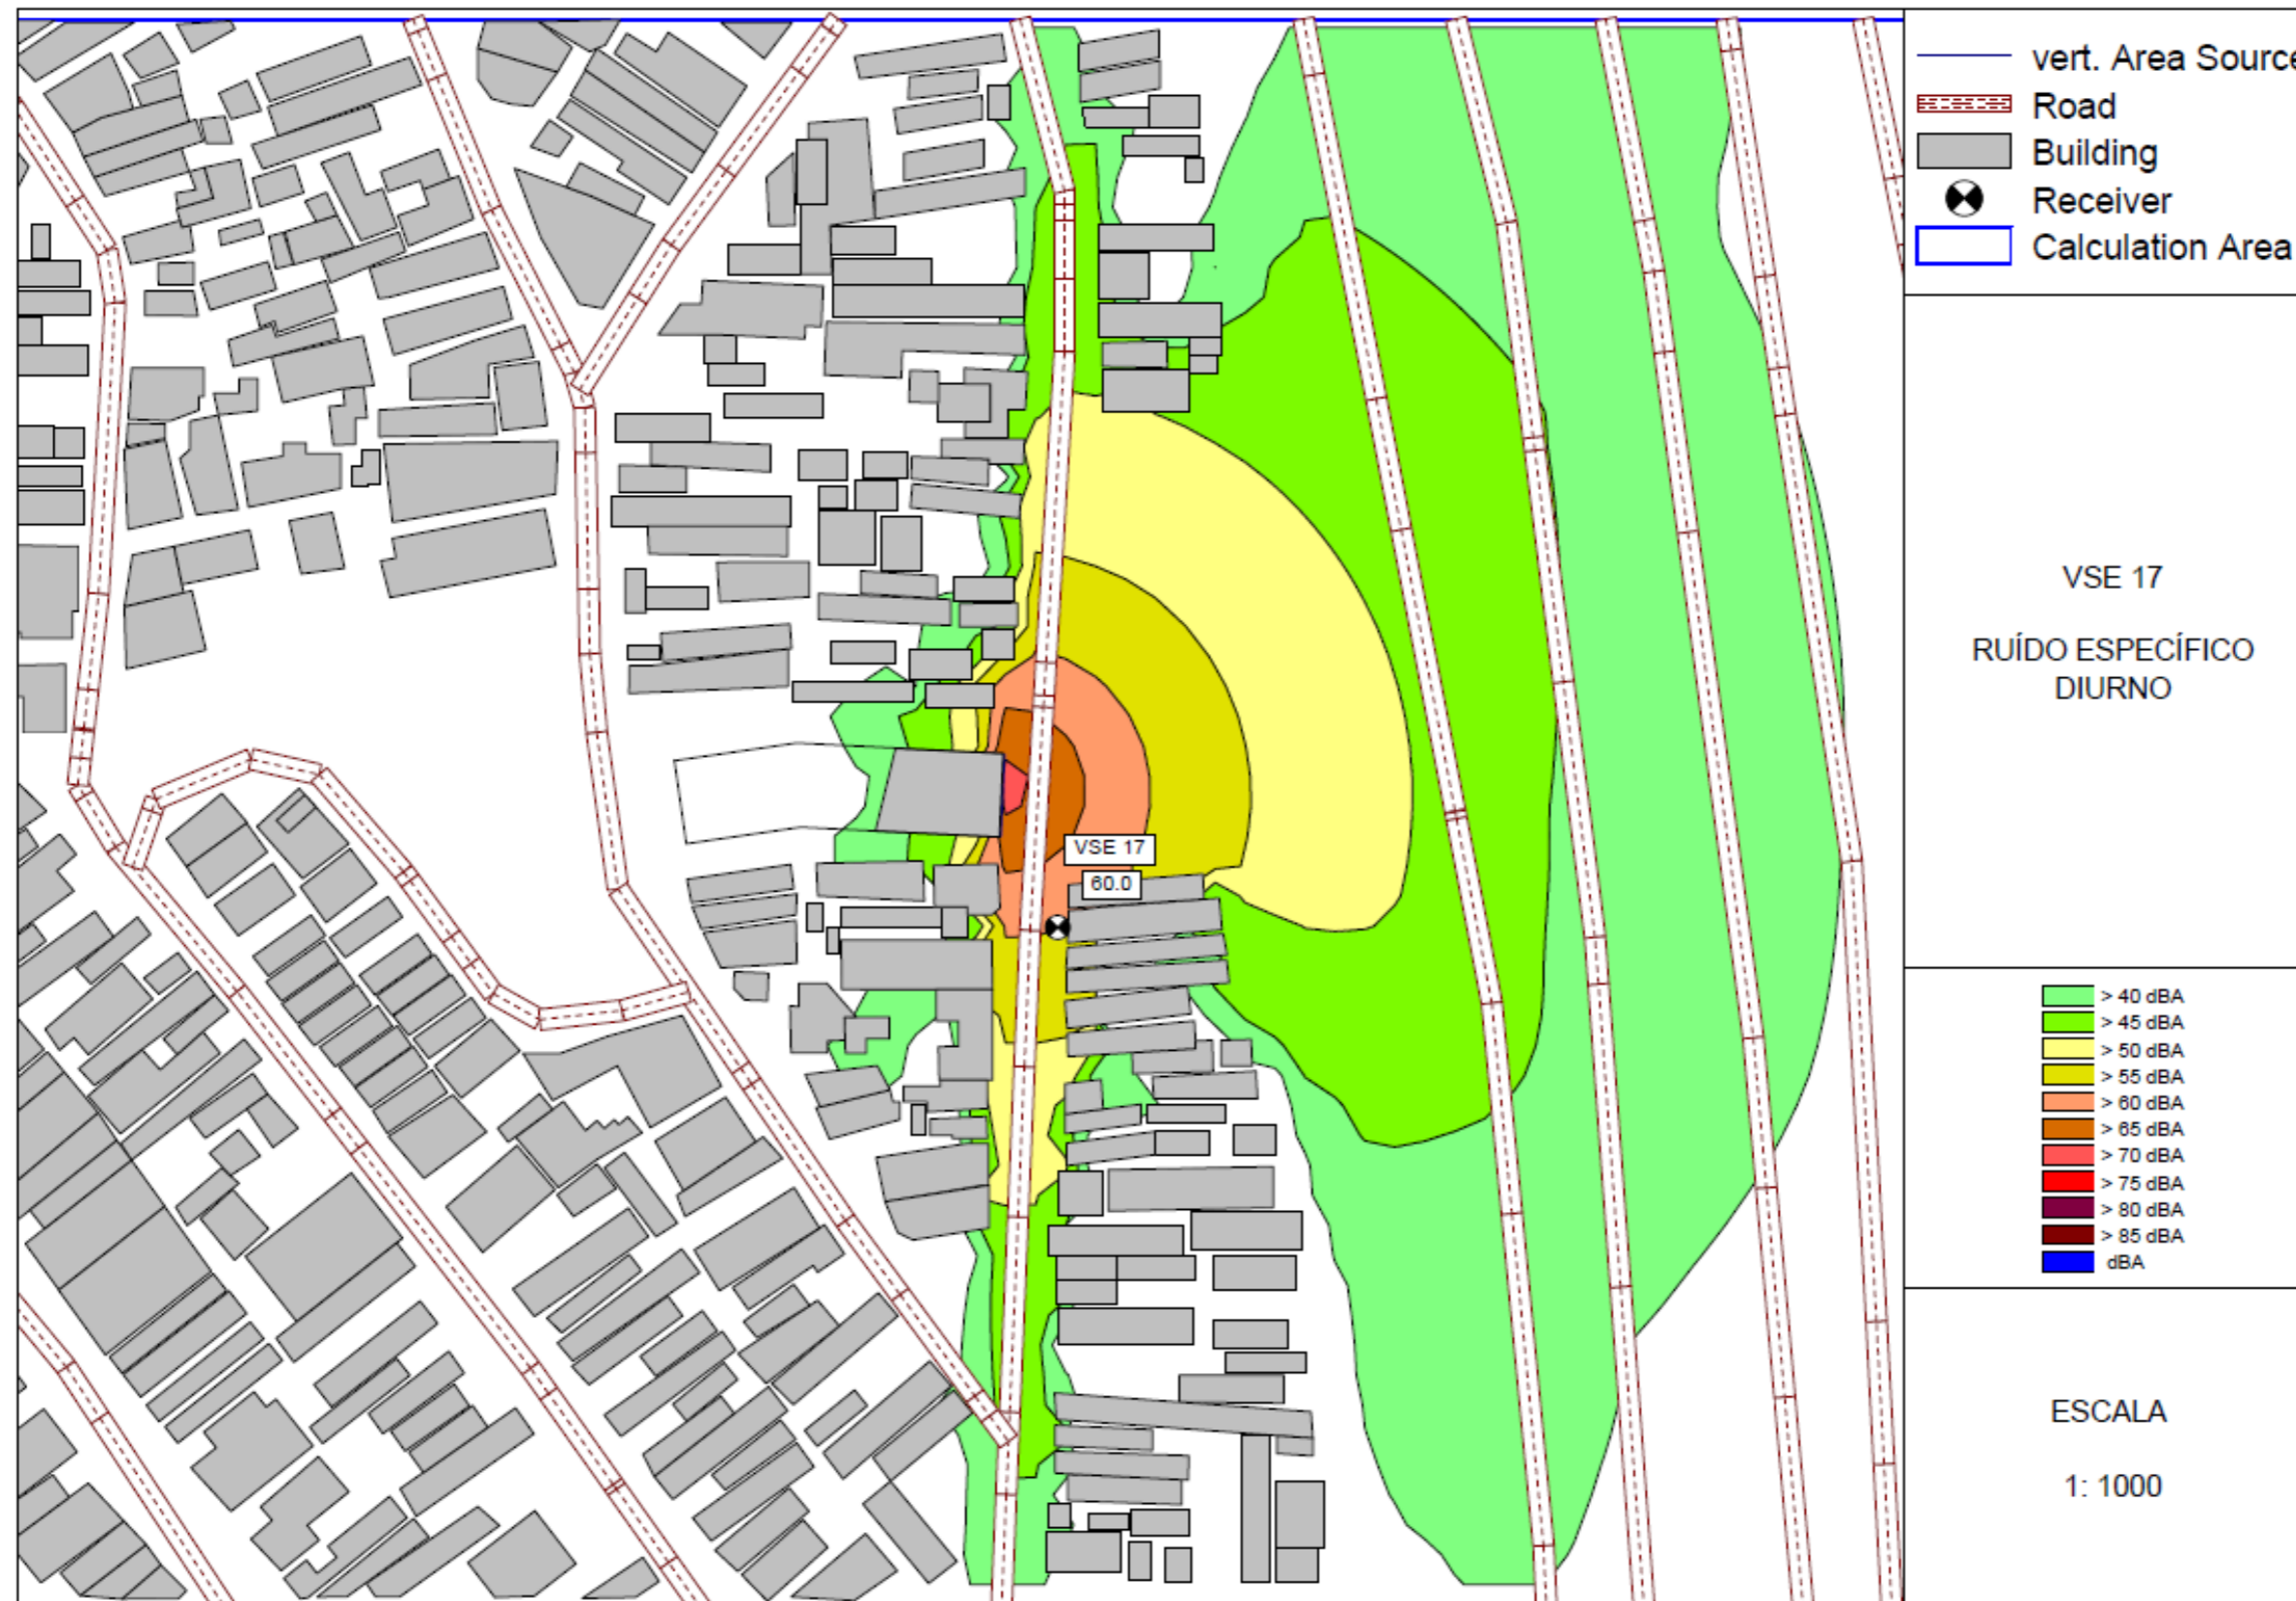 vert. Area Source
Road
Building
Receiver
Calculation Area
VSE 17
RUÍDO ESPECÍFICO
DIURNO
VSE 17
60.0
> 40 dBA
> 45 dBA
> 50 dBA
> 55 dBA
> 60 dBA
> 65 dBA
> 70 dBA
> 75 dBA
> 80 dBA
> 85 dBA
dBA
ESCALA
1: 1000